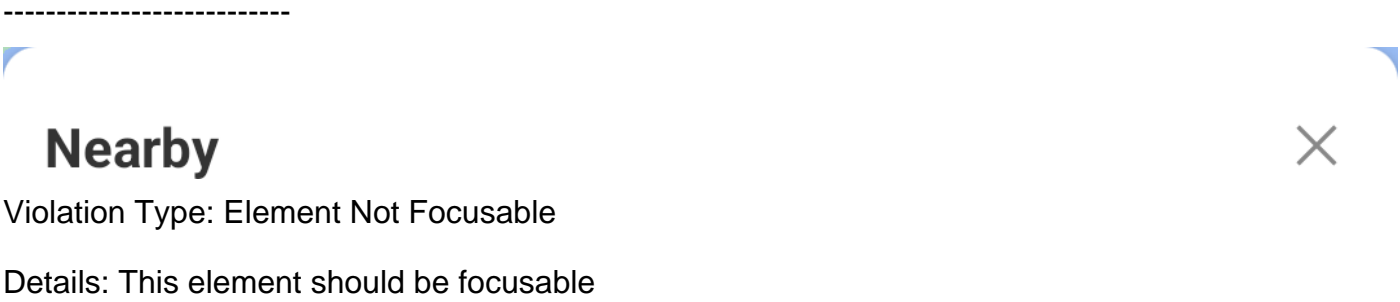 ---------------------------
Nearby
Violation Type: Element Not Focusable
Details: This element should be focusable